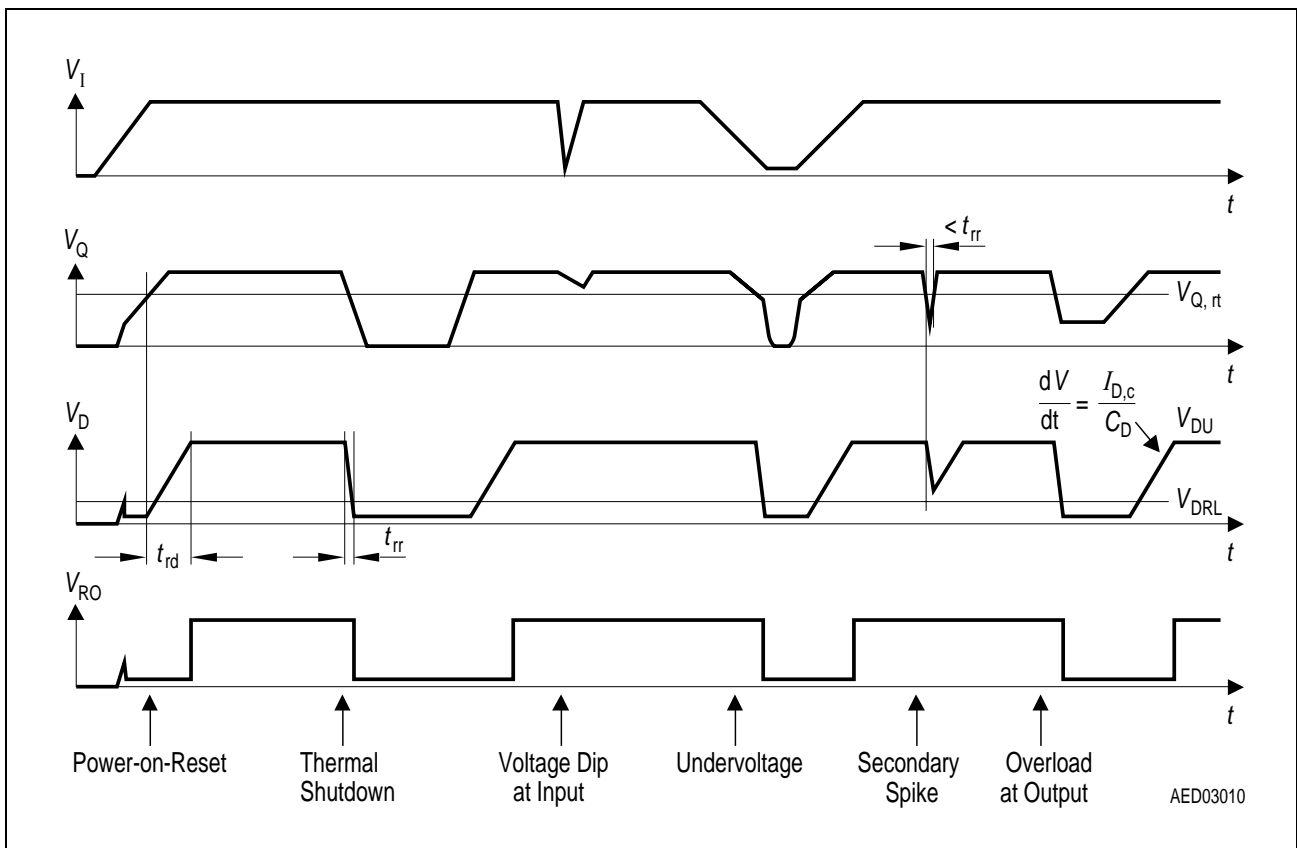 V_I
t
V_Q
< t_rr
V_Q, rt
t
dV/dt = I_D,c/C_D
V_D
V_DU
V_DRL
t_rd
t_rr
t
V_RO
t
Power-on-Reset
Thermal
Shutdown
Voltage Dip
at Input
Undervoltage
Secondary
Spike
Overload
at Output
AED03010